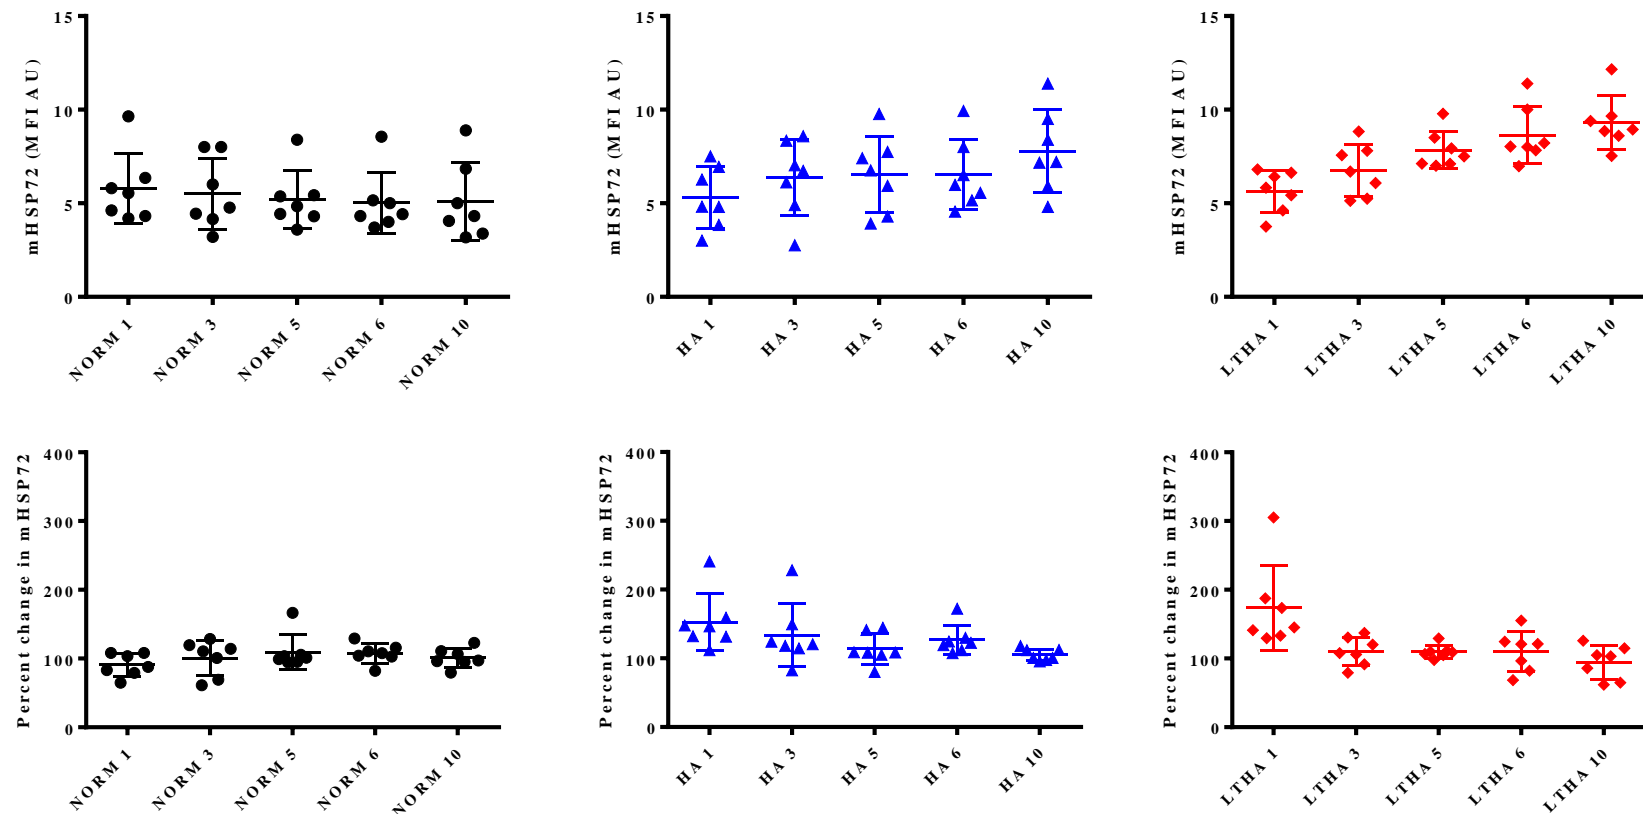 mHSP72 (MFI AU)
15
10
5
0
NORM 1
NORM 3
NORM 5
NORM 6
NORM 10
mHSP72 (MFI AU)
15
10
5
0
HA 1
HA 3
HA 5
HA 6
HA 10
mHSP72 (MFI AU)
15
10
5
0
LTHA 1
LTHA 3
LTHA 5
LTHA 6
LTHA 10
Percent change in mHSP72
400
300
200
100
0
NORM 1
NORM 3
NORM 5
NORM 6
NORM 10
Percent change in mHSP72
400
300
200
100
0
HA 1
HA 3
HA 5
HA 6
HA 10
Percent change in mHSP72
400
300
200
100
0
LTHA 1
LTHA 3
LTHA 5
LTHA 6
LTHA 10